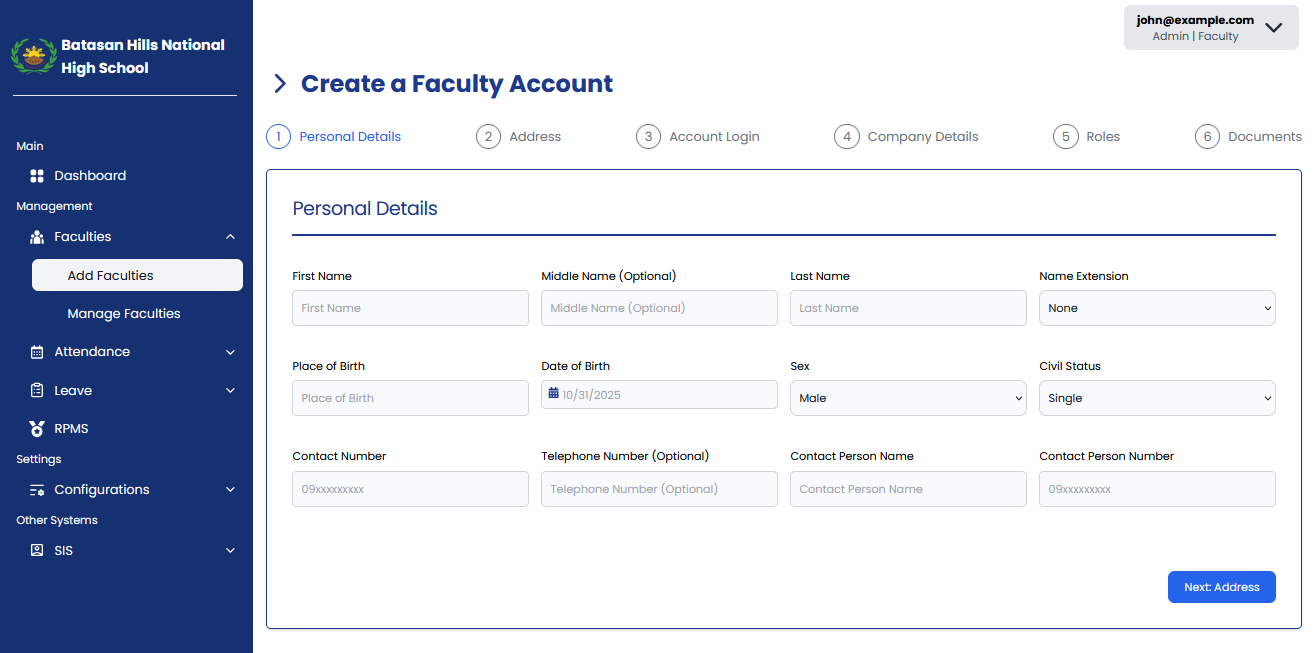 Batasan Hills National
High School
Main
Dashboard
Management
Faculties
Add Faculties
Manage Faculties
Attendance
Leave
RPMS
Settings
Configurations
Other Systems
SIS
john@example.com
Admin | Faculty
Create a Faculty Account
1 Personal Details 2 Address 3 Account Login 4 Company Details 5 Roles 6 Documents
Personal Details
First Name Middle Name (Optional) Last Name Name Extension
First Name Middle Name (Optional) Last Name None
Place of Birth Date of Birth Sex Civil Status
Place of Birth 10/31/2025 Male Single
Contact Number Telephone Number (Optional) Contact Person Name Contact Person Number
09xxxxxxxxx Telephone Number (Optional) Contact Person Name 09xxxxxxxxx
Next: Address